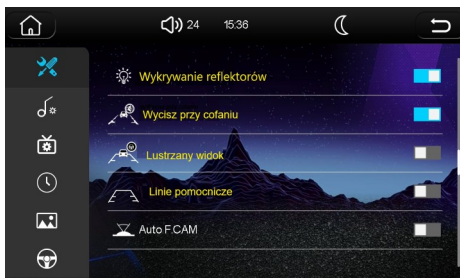 24 15:36
Wykrywanie reflektorów
Wycisz przy cofaniu
Lustrzany widok
Linie pomocnicze
Auto F.CAM